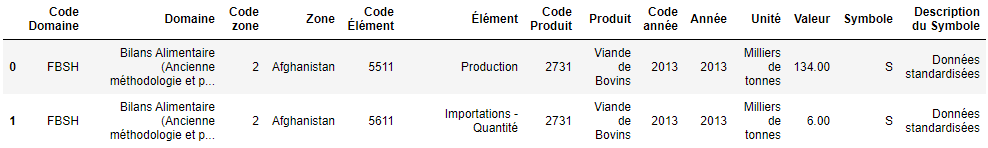 Code Domaine Domaine Code zone Zone Code Élément Élément Code Produit Produit Code année Année Unité Valeur Symbole Description du Symbole
0 FBSH Bilans Alimentaire (Ancienne méthodologie et p... 2 Afghanistan 5511 Production 2731 Viande de Bovins 2013 2013 Milliers de tonnes 134.00 S Données standardisées
1 FBSH Bilans Alimentaire (Ancienne méthodologie et p... 2 Afghanistan 5611 Importations - Quantité 2731 Viande de Bovins 2013 2013 Milliers de tonnes 6.00 S Données standardisées